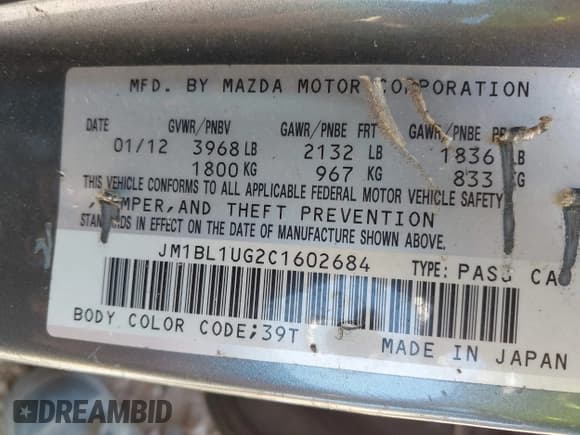 MFD. BY MAZDA MOTOR CORPORATION
DATE GVWR/PNBV GAWR/PNBE FRT GAWR/PNBE
01/12 3968 LB 2132 LB 1836 LB
1800 KG 967 KG 833 KG
THIS VEHICLE CONFORMS TO ALL APPLICABLE FEDERAL MOTOR VEHICLE SAFETY,
BUMPER, AND THEFT PREVENTION
STANDARDS IN EFFECT ON THE DATE OF MANUFACTURE SHOWN ABOVE.
JM1BL1UG2C1602684 TYPE: PASS CAR
BODY COLOR CODE;39T MADE IN JAPAN
DREAMBID